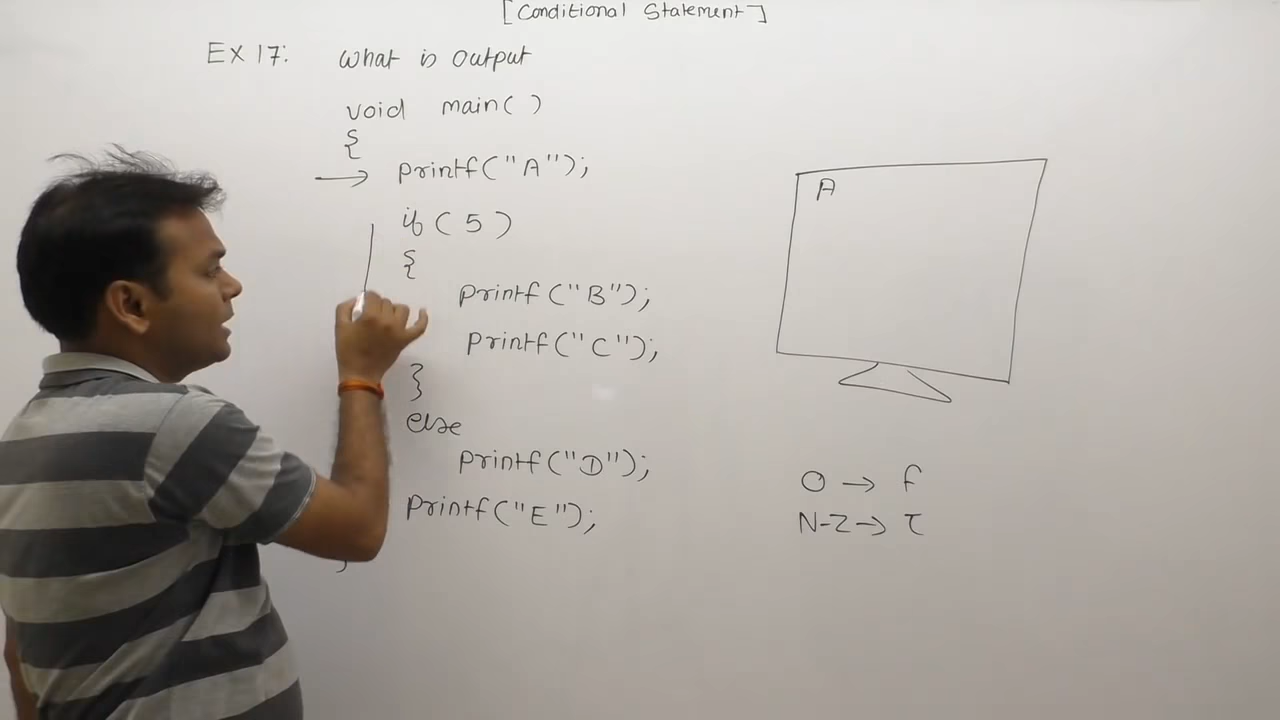 [Conditional Statement]
Ex 17: What is output
void main( )
{
printf("A");
if ( 5 )
{
printf ("B");
printf("C");
}
else
printf("D");
printf("E");
}
A
0 → f
N-Z → T